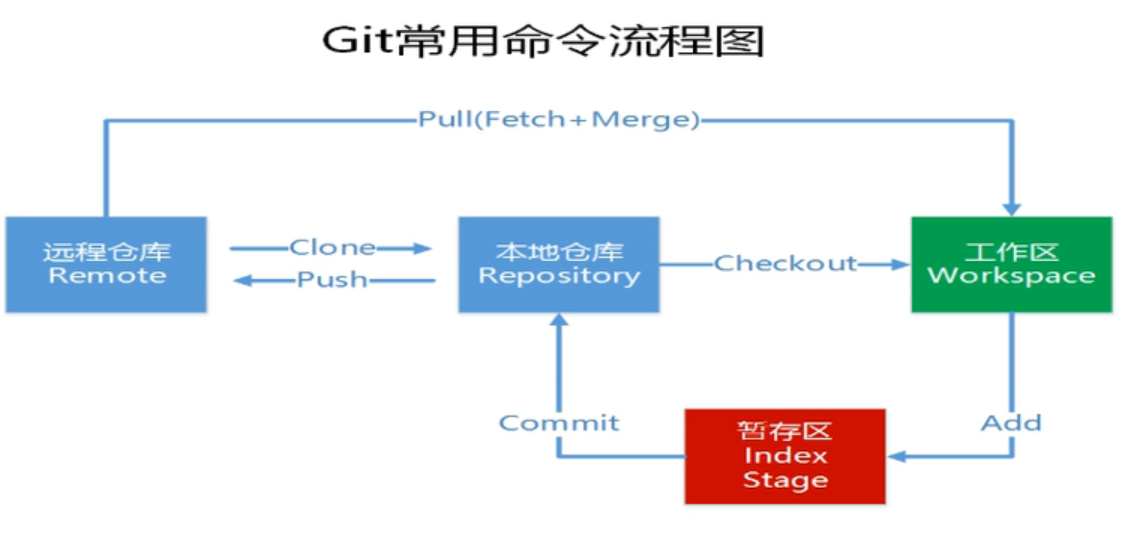 Git常用命令流程图
Pull(Fetch+Merge)
远程仓库
Remote
Clone
Push
本地仓库
Repository
Checkout
工作区
Workspace
Commit
暂存区
Index
Stage
Add